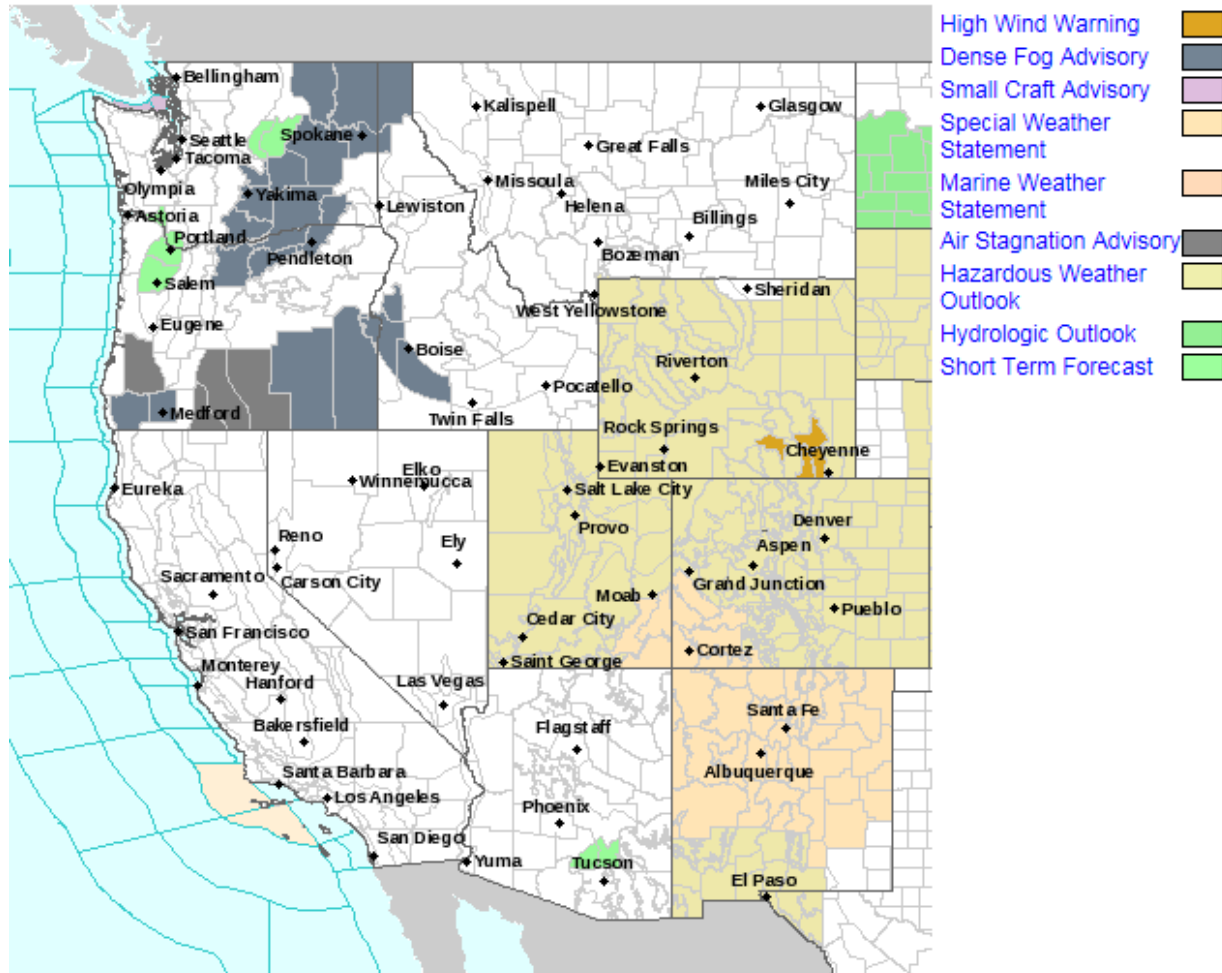 High Wind Warning
Dense Fog Advisory
Small Craft Advisory
Special Weather
Statement
Marine Weather
Statement
Air Stagnation Advisory
Hazardous Weather
Outlook
Hydrologic Outlook
Short Term Forecast
Bellingham
Kalispell
Glasgow
Seattle
Spokane
Tacoma
Great Falls
Olympia
Yakima
Missoula
Miles City
Astoria
Lewiston
Helena
Billings
Portland
Pendleton
Bozeman
Salem
Sheridan
West Yellowstone
Eugene
Boise
Riverton
Pocatello
Medford
Twin Falls
Rock Springs
Cheyenne
Elko
Evanston
Eureka
Winnemucca
Salt Lake City
Provo
Denver
Reno
Ely
Aspen
Sacramento
Carson City
Grand Junction
Moab
Pueblo
Cedar City
San Francisco
Cortez
Saint George
Monterey
Hanford
Las Vegas
Santa Fe
Bakersfield
Flagstaff
Albuquerque
Santa Barbara
Los Angeles
Phoenix
San Diego
Yuma
Tucson
El Paso